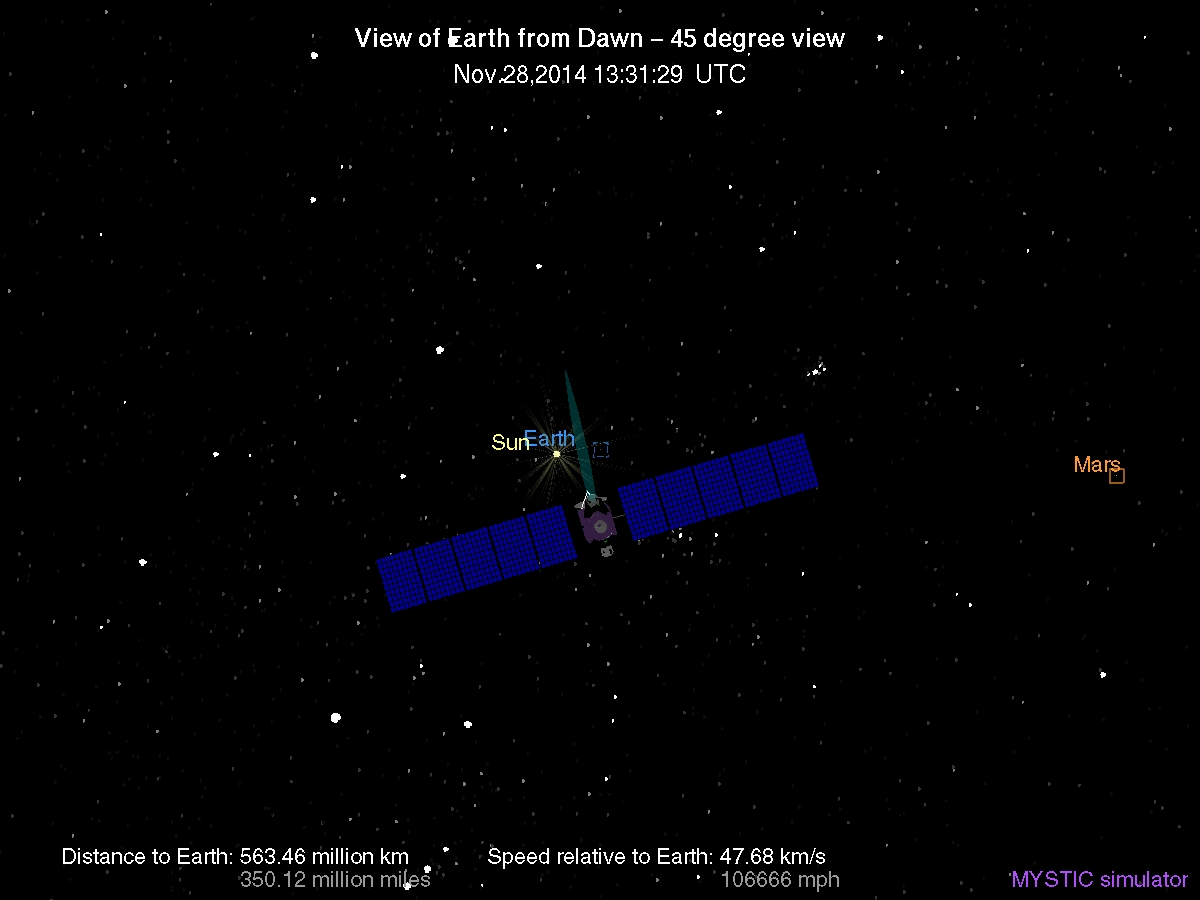 View of Earth from Dawn – 45 degree view
Nov.28,2014 13:31:29 UTC
Sun
Earth
Mars
Distance to Earth: 563.46 million km
350.12 million miles
Speed relative to Earth: 47.68 km/s
106666 mph
MYSTIC simulator